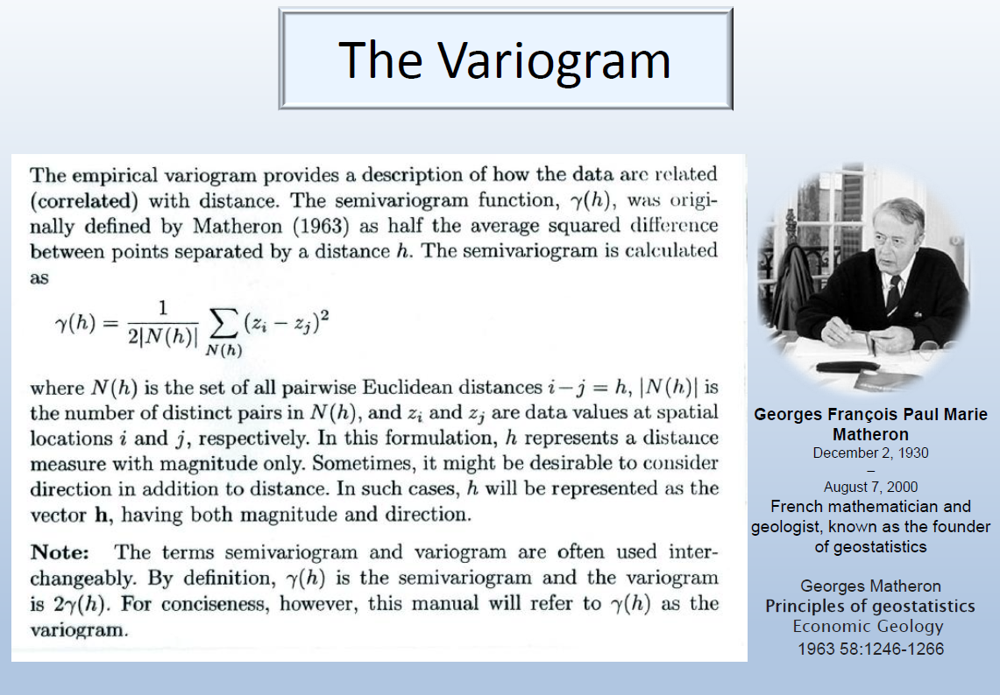 The Variogram
The empirical variogram provides a description of how the data are related
(correlated) with distance. The semivariogram function, γ(h), was origi-
nally defined by Matheron (1963) as half the average squared difference
between points separated by a distance h. The semivariogram is calculated
as
γ(h) = 1/(2|N(h)|) ∑_{N(h)} (z_i − z_j)²
where N(h) is the set of all pairwise Euclidean distances i−j = h, |N(h)| is
the number of distinct pairs in N(h), and z_i and z_j are data values at spatial
locations i and j, respectively. In this formulation, h represents a distance
measure with magnitude only. Sometimes, it might be desirable to consider
direction in addition to distance. In such cases, h will be represented as the
vector h, having both magnitude and direction.
Note: The terms semivariogram and variogram are often used inter-
changeably. By definition, γ(h) is the semivariogram and the variogram
is 2γ(h). For conciseness, however, this manual will refer to γ(h) as the
variogram.
Georges François Paul Marie
Matheron
December 2, 1930
–
August 7, 2000
French mathematician and
geologist, known as the founder
of geostatistics
Georges Matheron
Principles of geostatistics
Economic Geology
1963 58:1246-1266